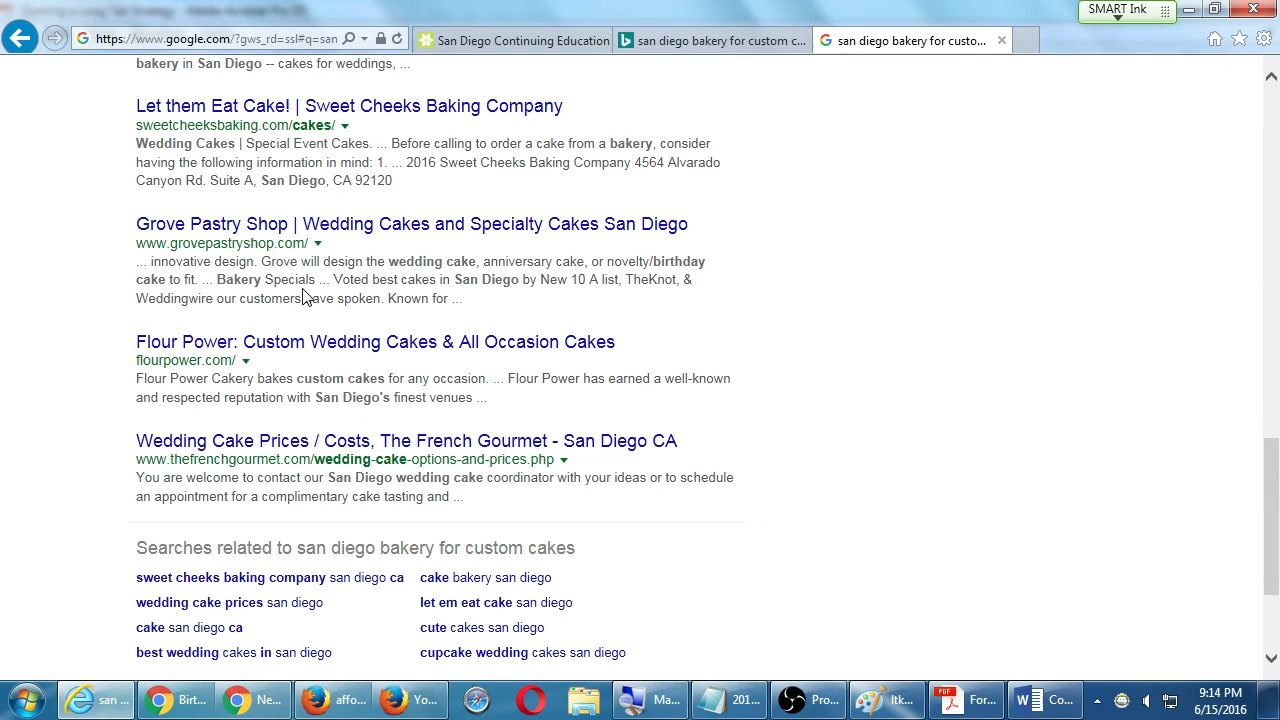 SMART Ink
https://www.google.com/?gws_rd=ssl#q=san
San Diego Continuing Education
san diego bakery for custom c...
san diego bakery for custo...
bakery in San Diego -- cakes for weddings, ...
Let them Eat Cake! | Sweet Cheeks Baking Company
sweetcheeksbaking.com/cakes/
Wedding Cakes | Special Event Cakes. ... Before calling to order a cake from a bakery, consider
having the following information in mind: 1. ... 2016 Sweet Cheeks Baking Company 4564 Alvarado
Canyon Rd. Suite A, San Diego, CA 92120
Grove Pastry Shop | Wedding Cakes and Specialty Cakes San Diego
www.grovepastryshop.com/
... innovative design. Grove will design the wedding cake, anniversary cake, or novelty/birthday
cake to fit. ... Bakery Specials ... Voted best cakes in San Diego by New 10 A list, TheKnot, &
Weddingwire our customers have spoken. Known for ...
Flour Power: Custom Wedding Cakes & All Occasion Cakes
flourpower.com/
Flour Power Cakery bakes custom cakes for any occasion. ... Flour Power has earned a well-known
and respected reputation with San Diego's finest venues ...
Wedding Cake Prices / Costs, The French Gourmet - San Diego CA
www.thefrenchgourmet.com/wedding-cake-options-and-prices.php
You are welcome to contact our San Diego wedding cake coordinator with your ideas or to schedule
an appointment for a complimentary cake tasting and ...
Searches related to san diego bakery for custom cakes
sweet cheeks baking company san diego ca
cake bakery san diego
wedding cake prices san diego
let em eat cake san diego
cake san diego ca
cute cakes san diego
best wedding cakes in san diego
cupcake wedding cakes san diego
san ...
Birt...
Ne...
affo...
Yo...
Ma...
201...
Pro...
ltk...
PDF
For...
Co...
9:14 PM
6/15/2016